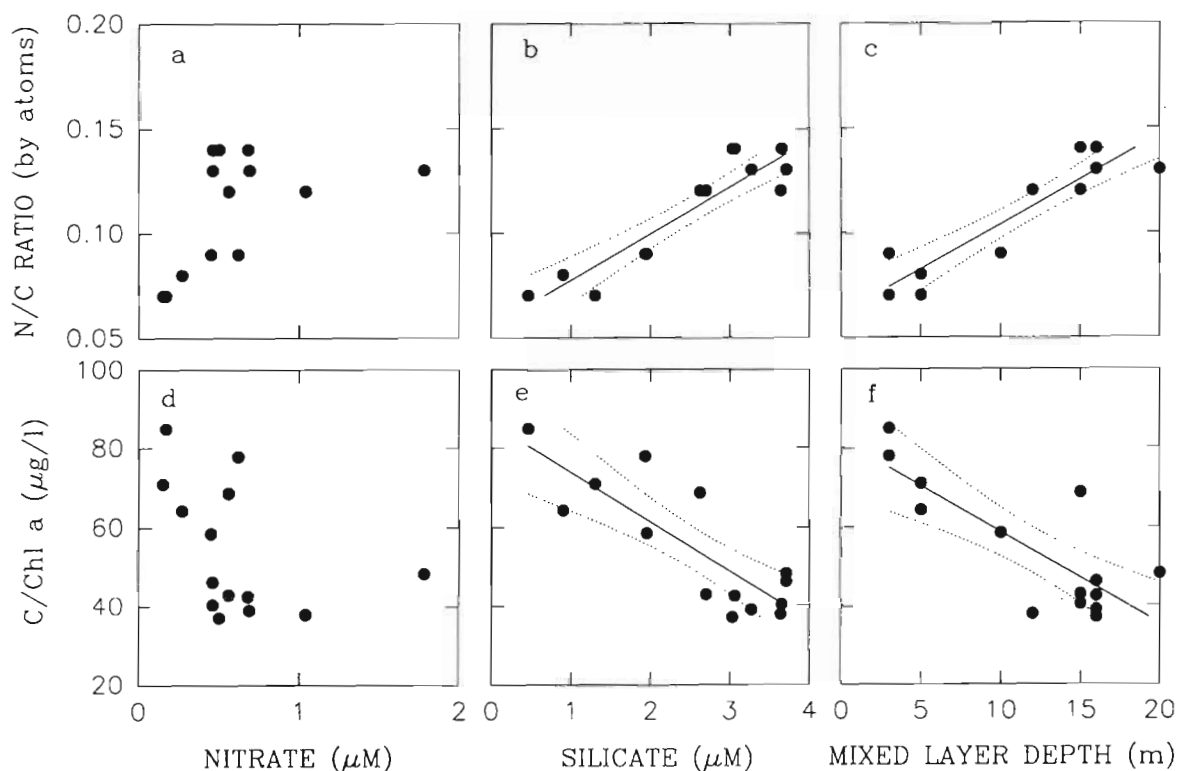 N/C RATIO (by atoms)
0.20
0.15
0.10
0.05
a
b
c
C/Chl a (µg/l)
100
80
60
40
20
d
e
f
0 1 2
0 1 2 3 4
0 5 10 15 20
NITRATE (µM)
SILICATE (µM)
MIXED LAYER DEPTH (m)